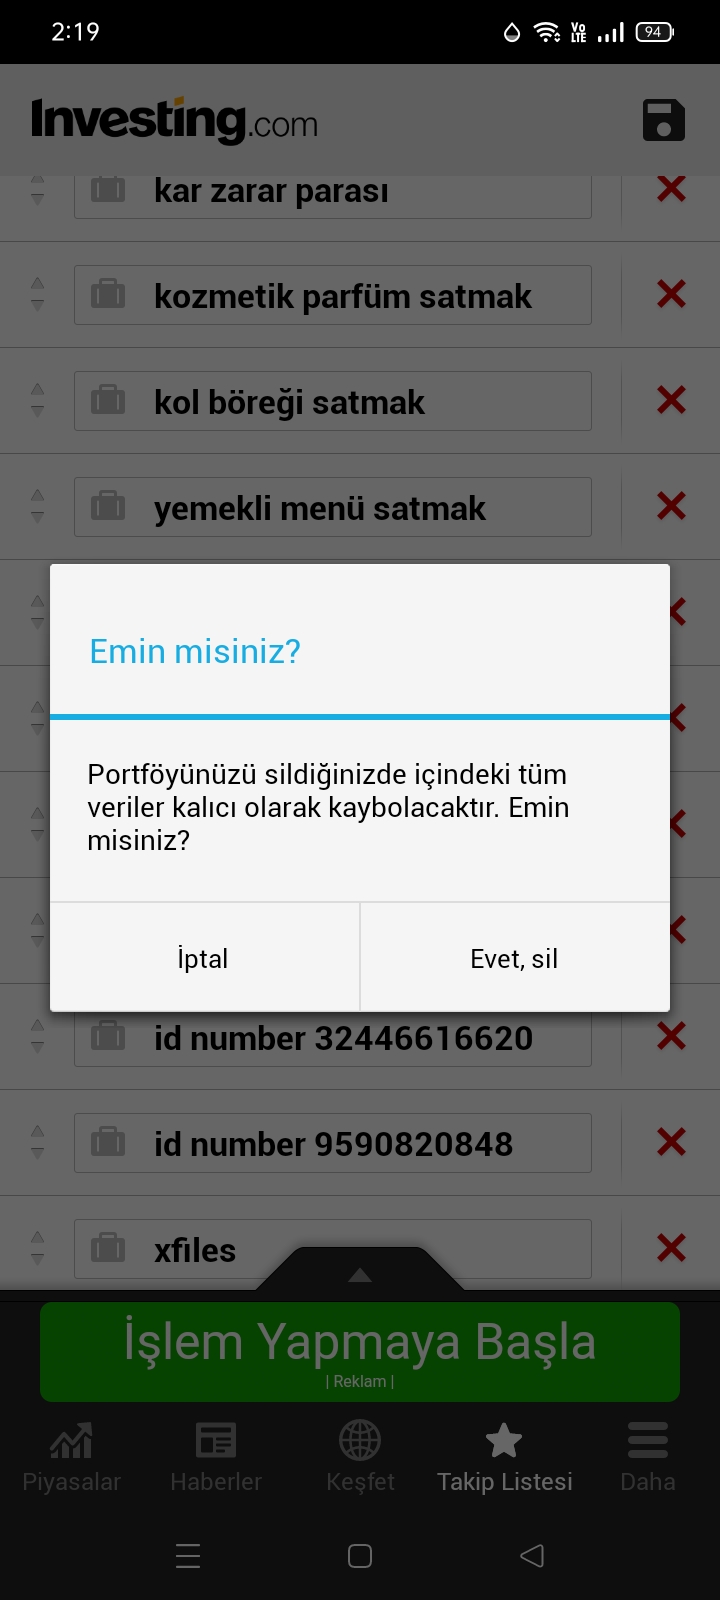 2:19
Vo
LTE
94
Investing.com
kar zarar parası
kozmetik parfüm satmak
kol böreği satmak
yemekli menü satmak
Emin misiniz?
Portföyünüzü sildiğinizde içindeki tüm
veriler kalıcı olarak kaybolacaktır. Emin
misiniz?
İptal
Evet, sil
id number 32446616620
id number 9590820848
xfiles
İşlem Yapmaya Başla
| Reklam |
Piyasalar
Haberler
Keşfet
Takip Listesi
Daha